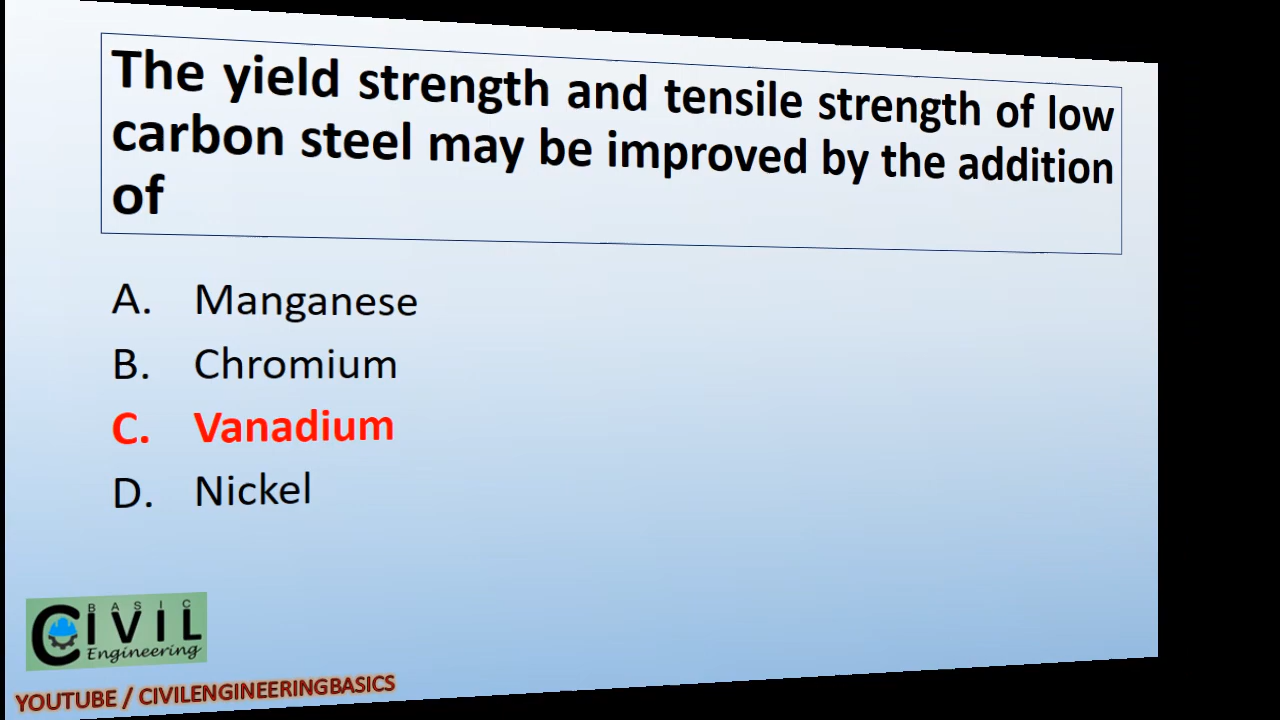 The yield strength and tensile strength of low
carbon steel may be improved by the addition
of
A. Manganese
B. Chromium
C. Vanadium
D. Nickel
BASIC
CIVIL
Engineering
YOUTUBE / CIVILENGINEERINGBASICS